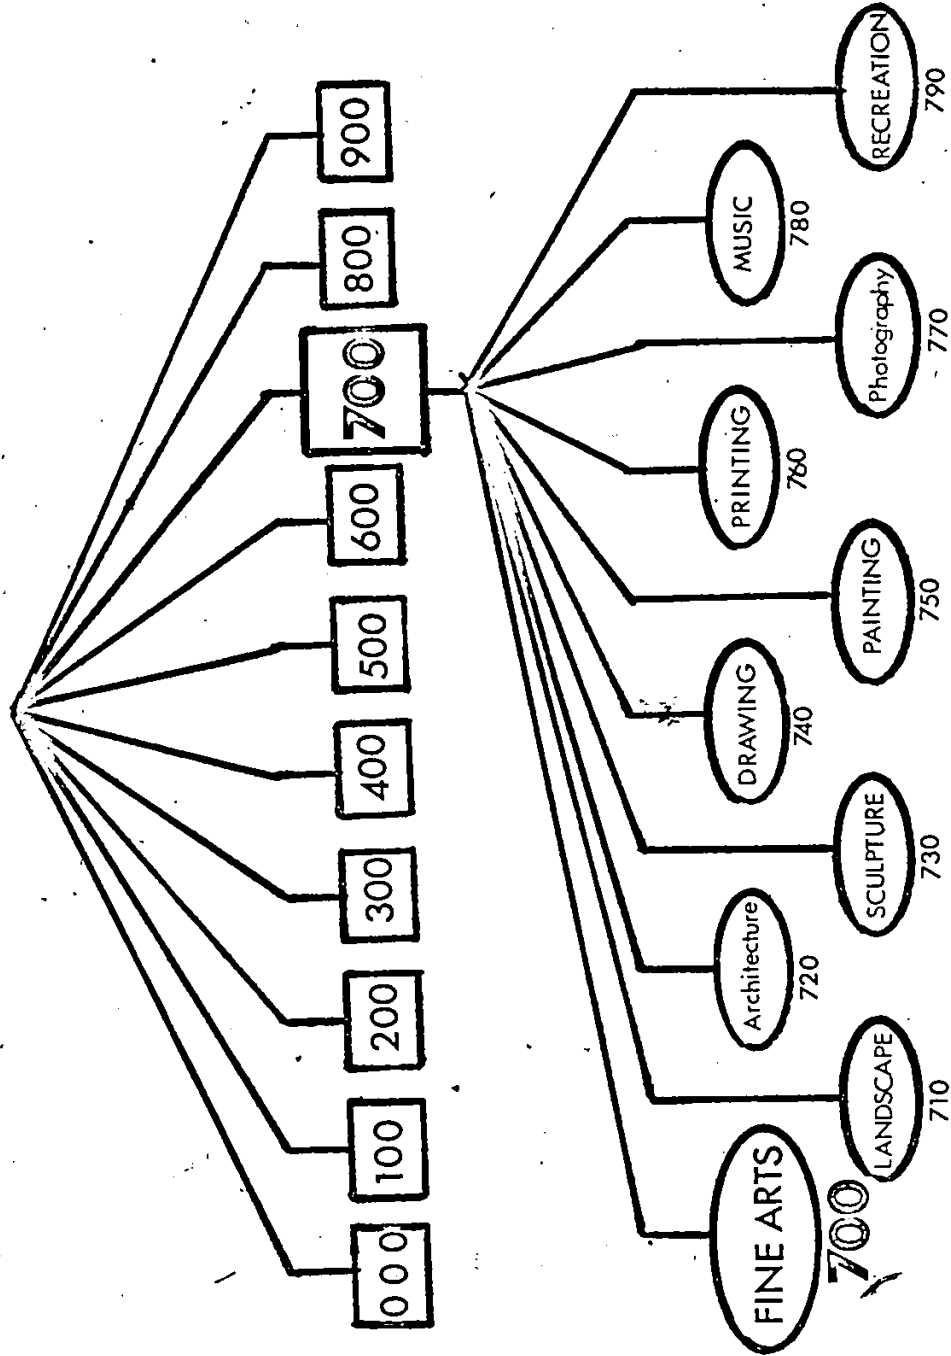 000
100
200
300
400
500
600
700
800
900
FINE ARTS
700
LANDSCAPE
710
Architecture
720
SCULPTURE
730
DRAWING
740
PAINTING
750
PRINTING
760
Photography
770
MUSIC
780
RECREATION
790